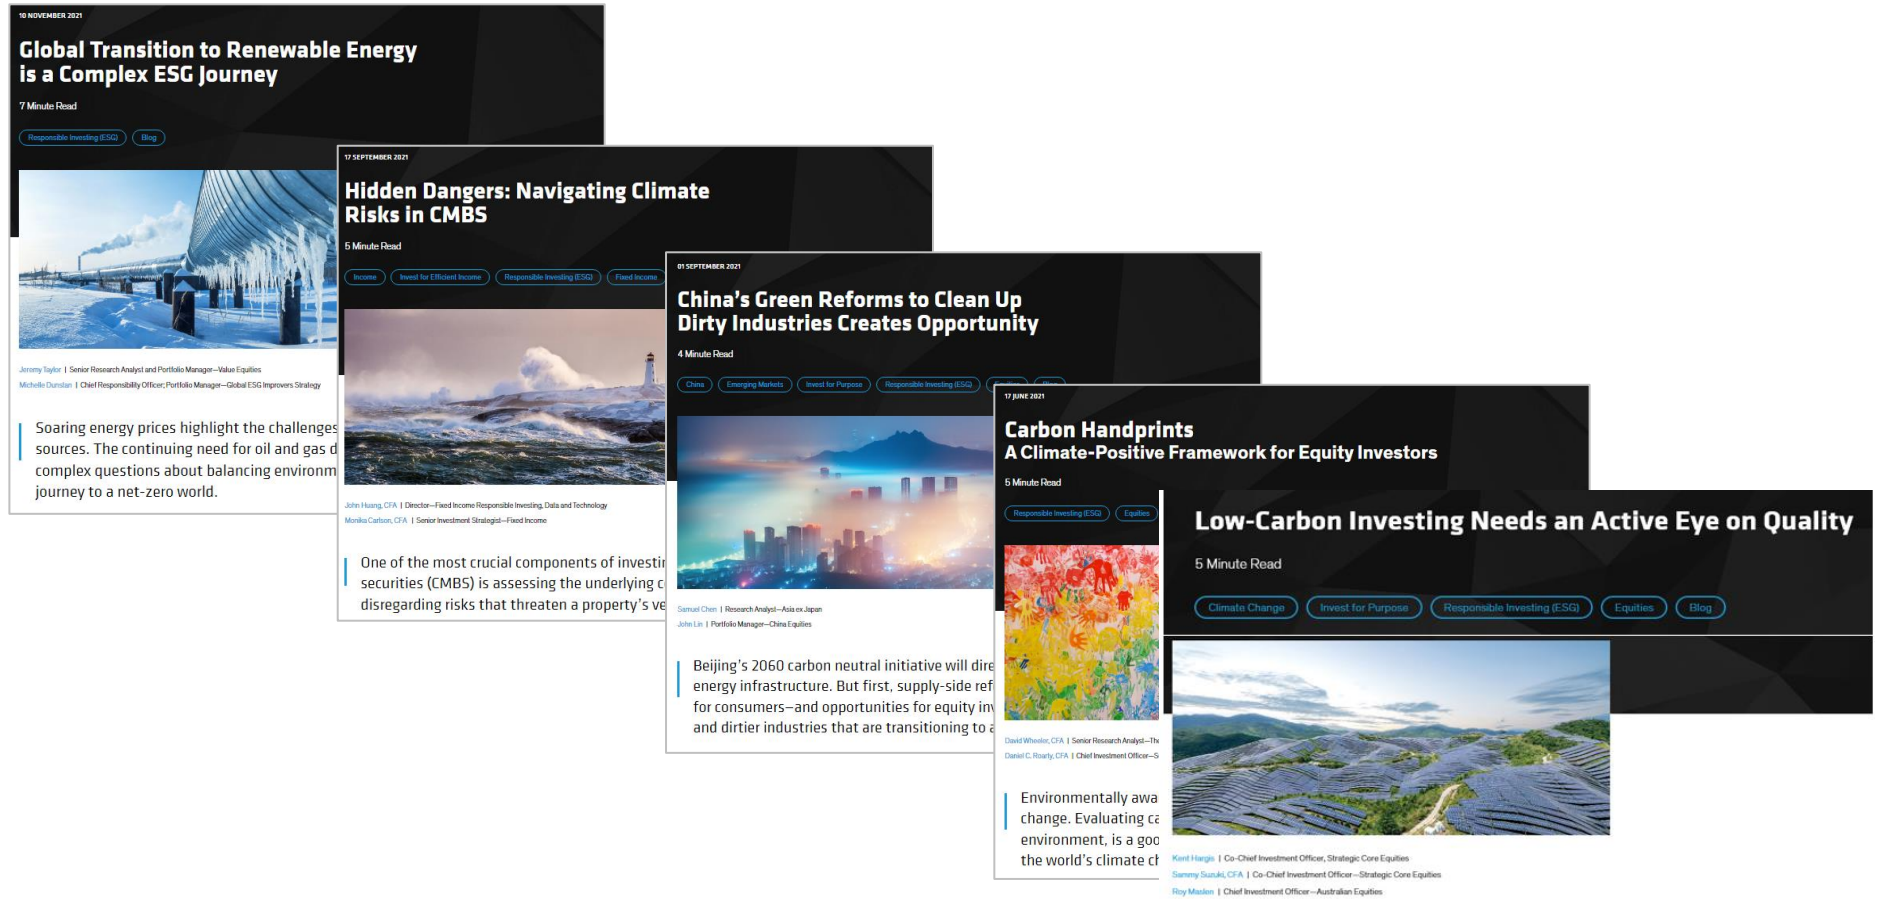 10 NOVEMBER 2021
Global Transition to Renewable Energy
is a Complex ESG Journey
7 Minute Read
Responsible Investing (ESG) Blog
Jeremy Taylor | Senior Research Analyst and Portfolio Manager—Value Equities
Michelle Dunstan | Chief Responsibility Officer; Portfolio Manager—Global ESG Improvers Strategy
Soaring energy prices highlight the challenges
sources. The continuing need for oil and gas d
complex questions about balancing environm
journey to a net-zero world.
17 SEPTEMBER 2021
Hidden Dangers: Navigating Climate
Risks in CMBS
5 Minute Read
Income Invest for Efficient Income Responsible Investing (ESG) Fixed Income
John Huang, CFA | Director—Fixed Income Responsible Investing, Data and Technology
Monika Carlson, CFA | Senior Investment Strategist—Fixed Income
One of the most crucial components of investin
securities (CMBS) is assessing the underlying c
disregarding risks that threaten a property's ve
01 SEPTEMBER 2021
China's Green Reforms to Clean Up
Dirty Industries Creates Opportunity
4 Minute Read
China Emerging Markets Invest for Purpose Responsible Investing (ESG)
Samuel Chen | Research Analyst—Asia ex Japan
John Lin | Portfolio Manager—China Equities
Beijing's 2060 carbon neutral initiative will dire
energy infrastructure. But first, supply-side ref
for consumers—and opportunities for equity inv
and dirtier industries that are transitioning to a
17 JUNE 2021
Carbon Handprints
A Climate-Positive Framework for Equity Investors
5 Minute Read
Responsible Investing (ESG) Equities
David Wheeler, CFA | Senior Research Analyst—The
Daniel C. Roarty, CFA | Chief Investment Officer—S
Environmentally awa
change. Evaluating ca
environment, is a goo
the world's climate ch
Low-Carbon Investing Needs an Active Eye on Quality
5 Minute Read
Climate Change Invest for Purpose Responsible Investing (ESG) Equities Blog
Kent Hargis | Co-Chief Investment Officer, Strategic Core Equities
Sammy Suzuki, CFA | Co-Chief Investment Officer—Strategic Core Equities
Roy Maslen | Chief Investment Officer—Australian Equities